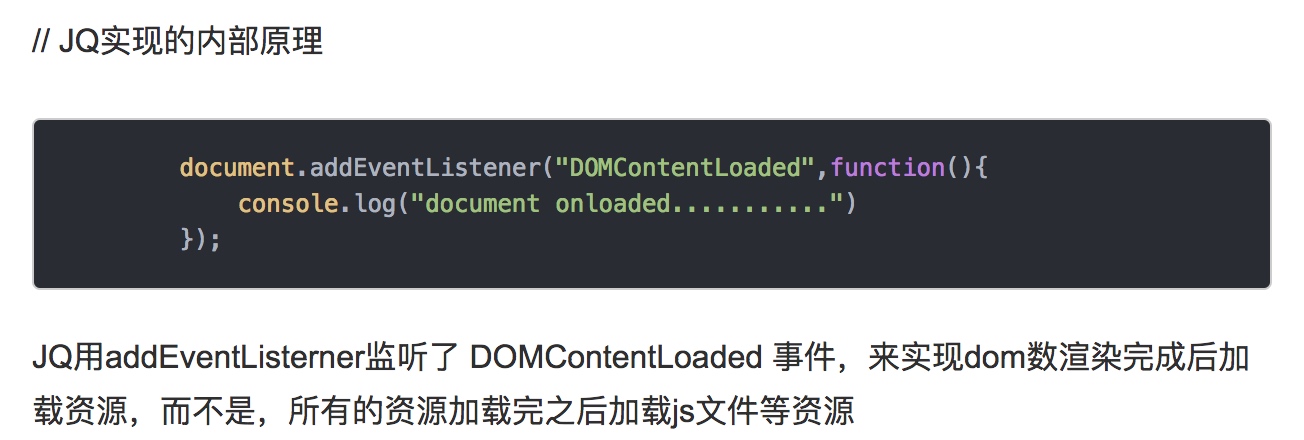 // JQ实现的内部原理
document.addEventListener("DOMContentLoaded",function(){
console.log("document onloaded...........")
});
JQ用addEventListerner监听了 DOMContentLoaded 事件，来实现dom数渲染完成后加
载资源，而不是，所有的资源加载完之后加载js文件等资源